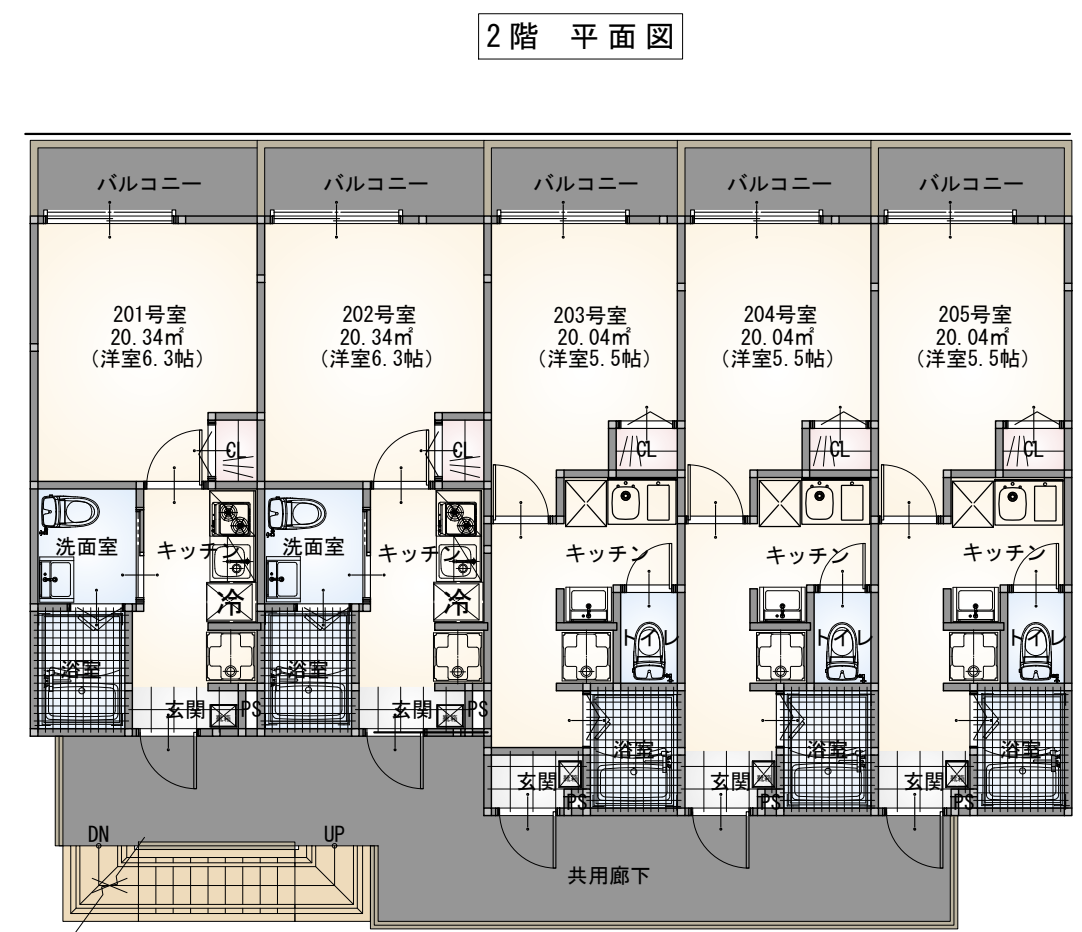 2階 平面図
バルコニー
バルコニー
バルコニー
バルコニー
バルコニー
201号室
20.34㎡
(洋室6.3帖)
202号室
20.34㎡
(洋室6.3帖)
203号室
20.04㎡
(洋室5.5帖)
204号室
20.04㎡
(洋室5.5帖)
205号室
20.04㎡
(洋室5.5帖)
CL
CL
CL
CL
CL
洗面室
キッチン
洗面室
キッチン
キッチン
キッチン
キッチン
冷
冷
トイレ
トイレ
トイレ
浴室
浴室
玄関
PS
玄関
PS
浴室
浴室
浴室
玄関
PS
玄関
PS
玄関
PS
DN
UP
共用廊下